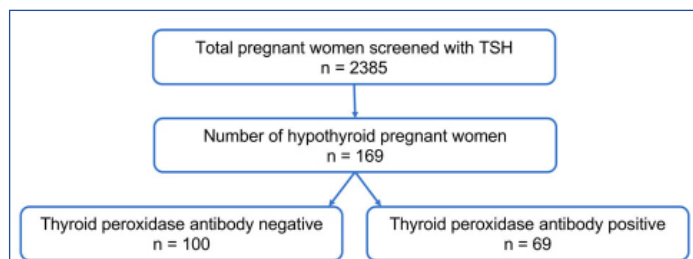 Total pregnant women screened with TSH
n = 2385
Number of hypothyroid pregnant women
n = 169
Thyroid peroxidase antibody negative
n = 100
Thyroid peroxidase antibody positive
n = 69